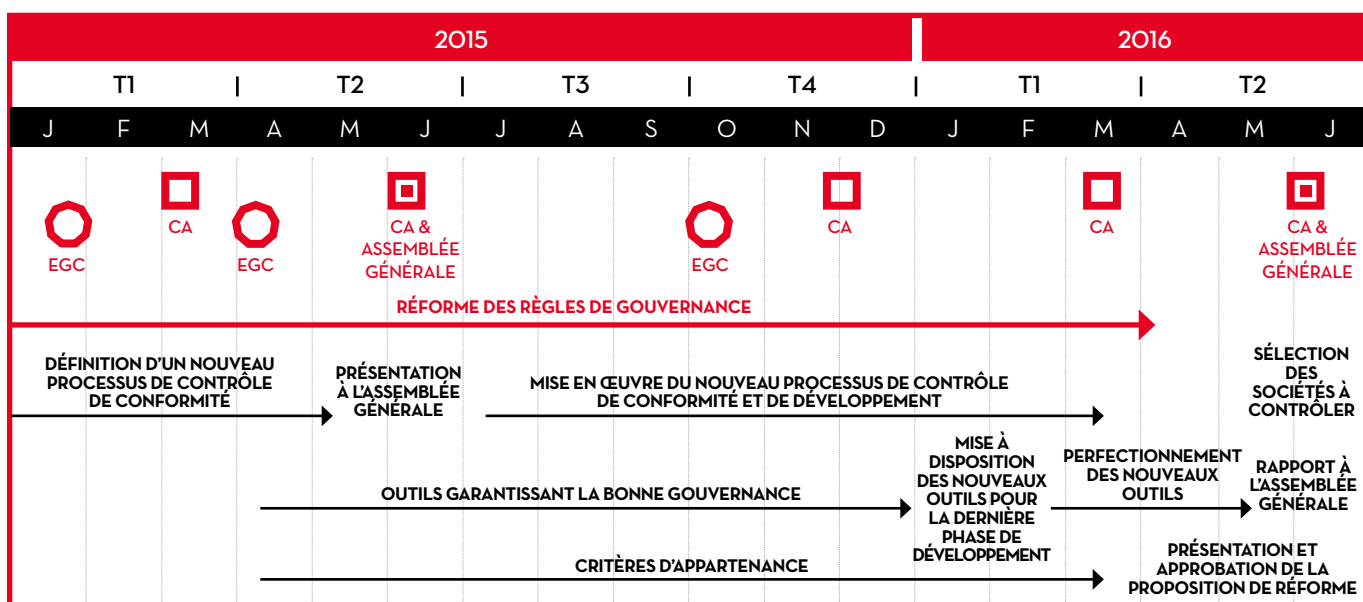 2015 2016
T1 | T2 | T3 | T4 | T1 | T2
J F M A M J J A S O N D J F M A M J
EGC
CA
EGC
CA &
ASSEMBLÉE
GÉNÉRALE
EGC
CA
CA
CA &
ASSEMBLÉE
GÉNÉRALE
RÉFORME DES RÈGLES DE GOUVERNANCE
DÉFINITION D'UN NOUVEAU
PROCESSUS DE CONTRÔLE
DE CONFORMITÉ
PRÉSENTATION
À L'ASSEMBLÉE
GÉNÉRALE
MISE EN ŒUVRE DU NOUVEAU PROCESSUS DE CONTRÔLE
DE CONFORMITÉ ET DE DÉVELOPPEMENT
SÉLECTION
DES
SOCIÉTÉS À
CONTRÔLER
OUTILS GARANTISSANT LA BONNE GOUVERNANCE
MISE À
DISPOSITION
DES NOUVEAUX
OUTILS POUR
LA DERNIÈRE
PHASE DE
DÉVELOPPEMENT
PERFECTIONNEMENT
DES NOUVEAUX
OUTILS
RAPPORT À
L'ASSEMBLÉE
GÉNÉRALE
CRITÈRES D'APPARTENANCE
PRÉSENTATION ET
APPROBATION DE LA
PROPOSITION DE RÉFORME